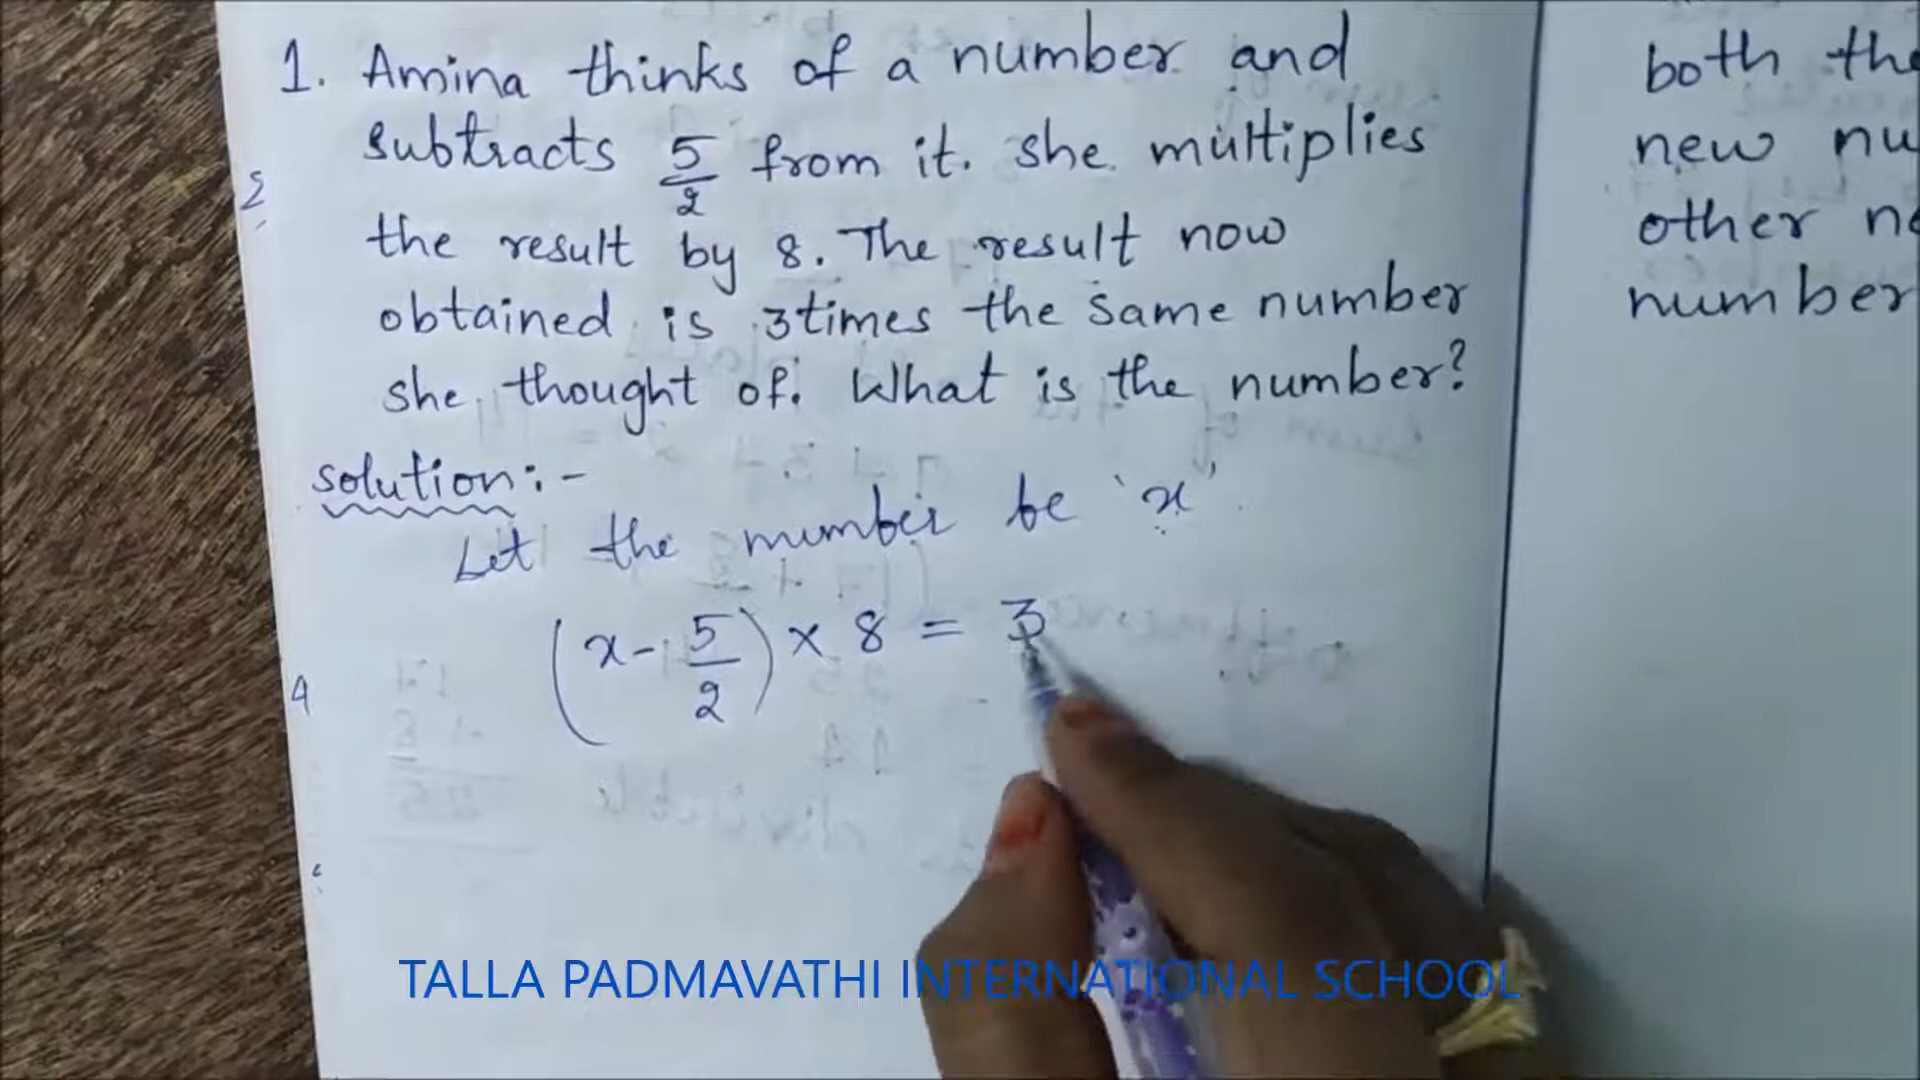 1. Amina thinks of a number and
subtracts 5/2 from it. she multiplies
the result by 8. The result now
obtained is 3times the same number
she thought of. What is the number?
solution:-
Let the number be 'x'
(x - 5/2) × 8 = 3
both the
new nu
other n
number
TALLA PADMAVATHI INTERNATIONAL SCHOOL